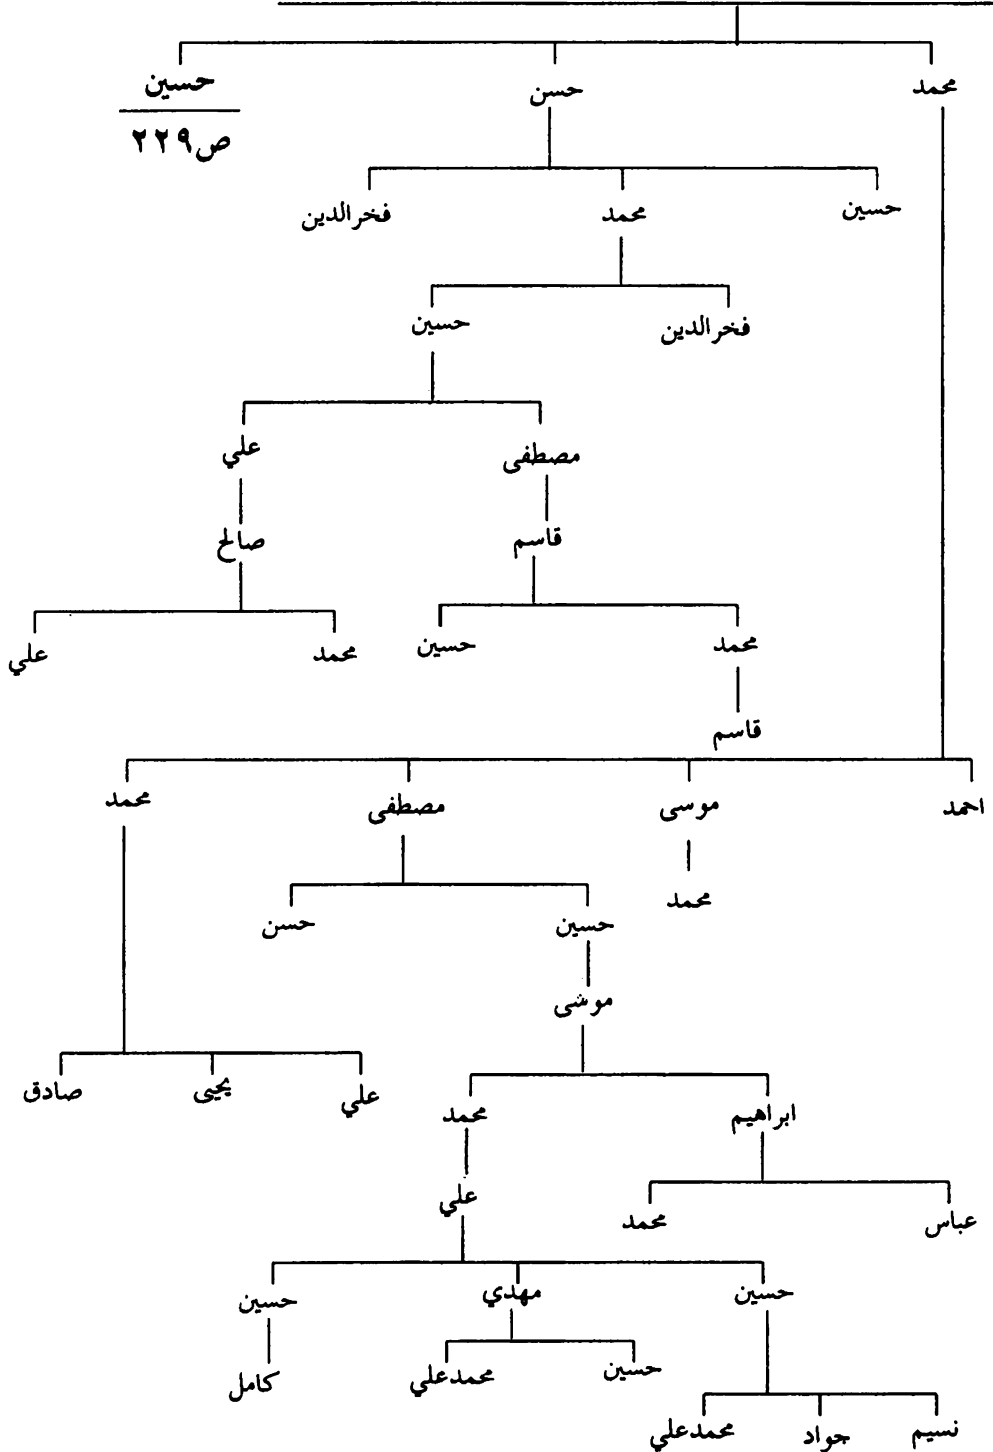 محمد حسن حسين
ص٢٢٩
حسين محمد فخرالدين
فخرالدين حسين
مصطفى علي
قاسم صالح
محمد حسين محمد علي
قاسم
احمد موسى مصطفى محمد
محمد
حسين حسن
موسى
علي يحيى صادق
ابراهيم محمد
علي
عباس محمد
حسين مهدي حسين
حسين محمدعلي كامل
نسيم جواد محمدعلي